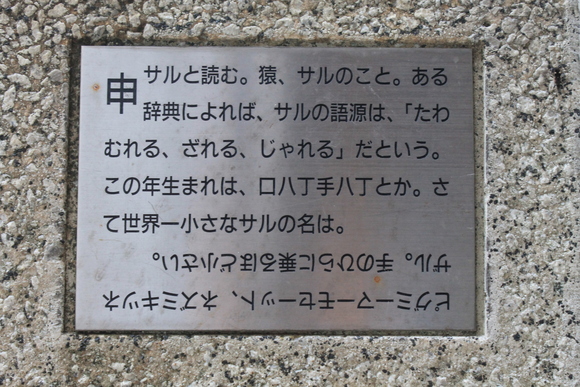 申 サルと読む。猿、サルのこと。ある
辞典によれば、サルの語源は、「たわ
むれる、ざれる、じゃれる」だという。
この年生まれは、口八丁手八丁とか。さ
て世界一小さなサルの名は。
ピグミーマーモセット、ネズミキツネ
ザル。手のひらに乗るほど小さい。